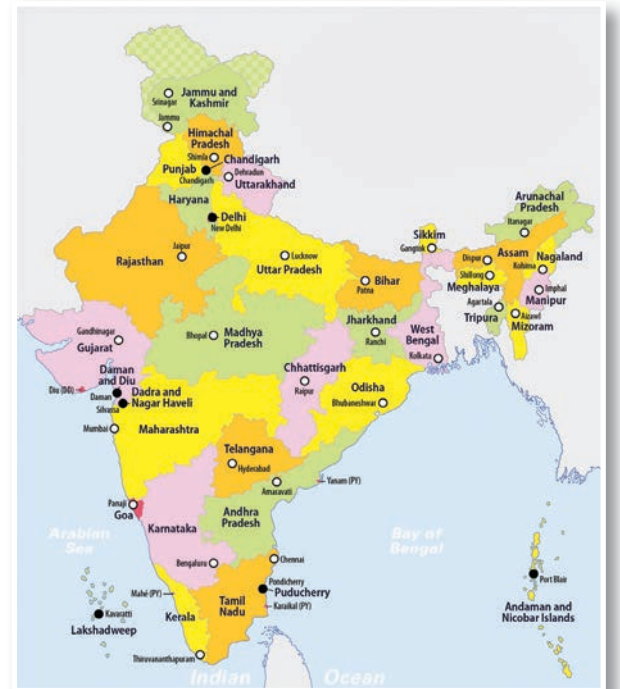 Jammu and
Kashmir
Srinagar
Jammu
Himachal
Pradesh
Shimla
Punjab
Chandigarh
Chandigarh
Dehradun
Uttarakhand
Haryana
Delhi
New Delhi
Arunachal
Pradesh
Itanagar
Sikkim
Gangtok
Dispur
Assam
Nagaland
Kohima
Shillong
Meghalaya
Imphal
Manipur
Agartala
Tripura
Aizawl
Mizoram
Jaipur
Rajasthan
Lucknow
Uttar Pradesh
Bihar
Patna
Gandhinagar
Gujarat
Bhopal
Madhya
Pradesh
Jharkhand
Ranchi
West
Bengal
Kolkata
Daman
and Diu
Diu (DD)
Daman
Dadra and
Nagar Haveli
Silvassa
Chhattisgarh
Raipur
Odisha
Bhubaneshwar
Mumbai
Maharashtra
Telangana
Hyderabad
Amaravati
Yanam (PY)
Panaji
Goa
Karnataka
Andhra
Pradesh
Arabian
Sea
Bay of
Bengal
Bengaluru
Chennai
Pondicherry
Puducherry
Mahé (PY)
Karaikal (PY)
Tamil
Nadu
Kerala
Kavaratti
Lakshadweep
Port Blair
Andaman and
Nicobar Islands
Thiruvananthapuram
Indian Ocean